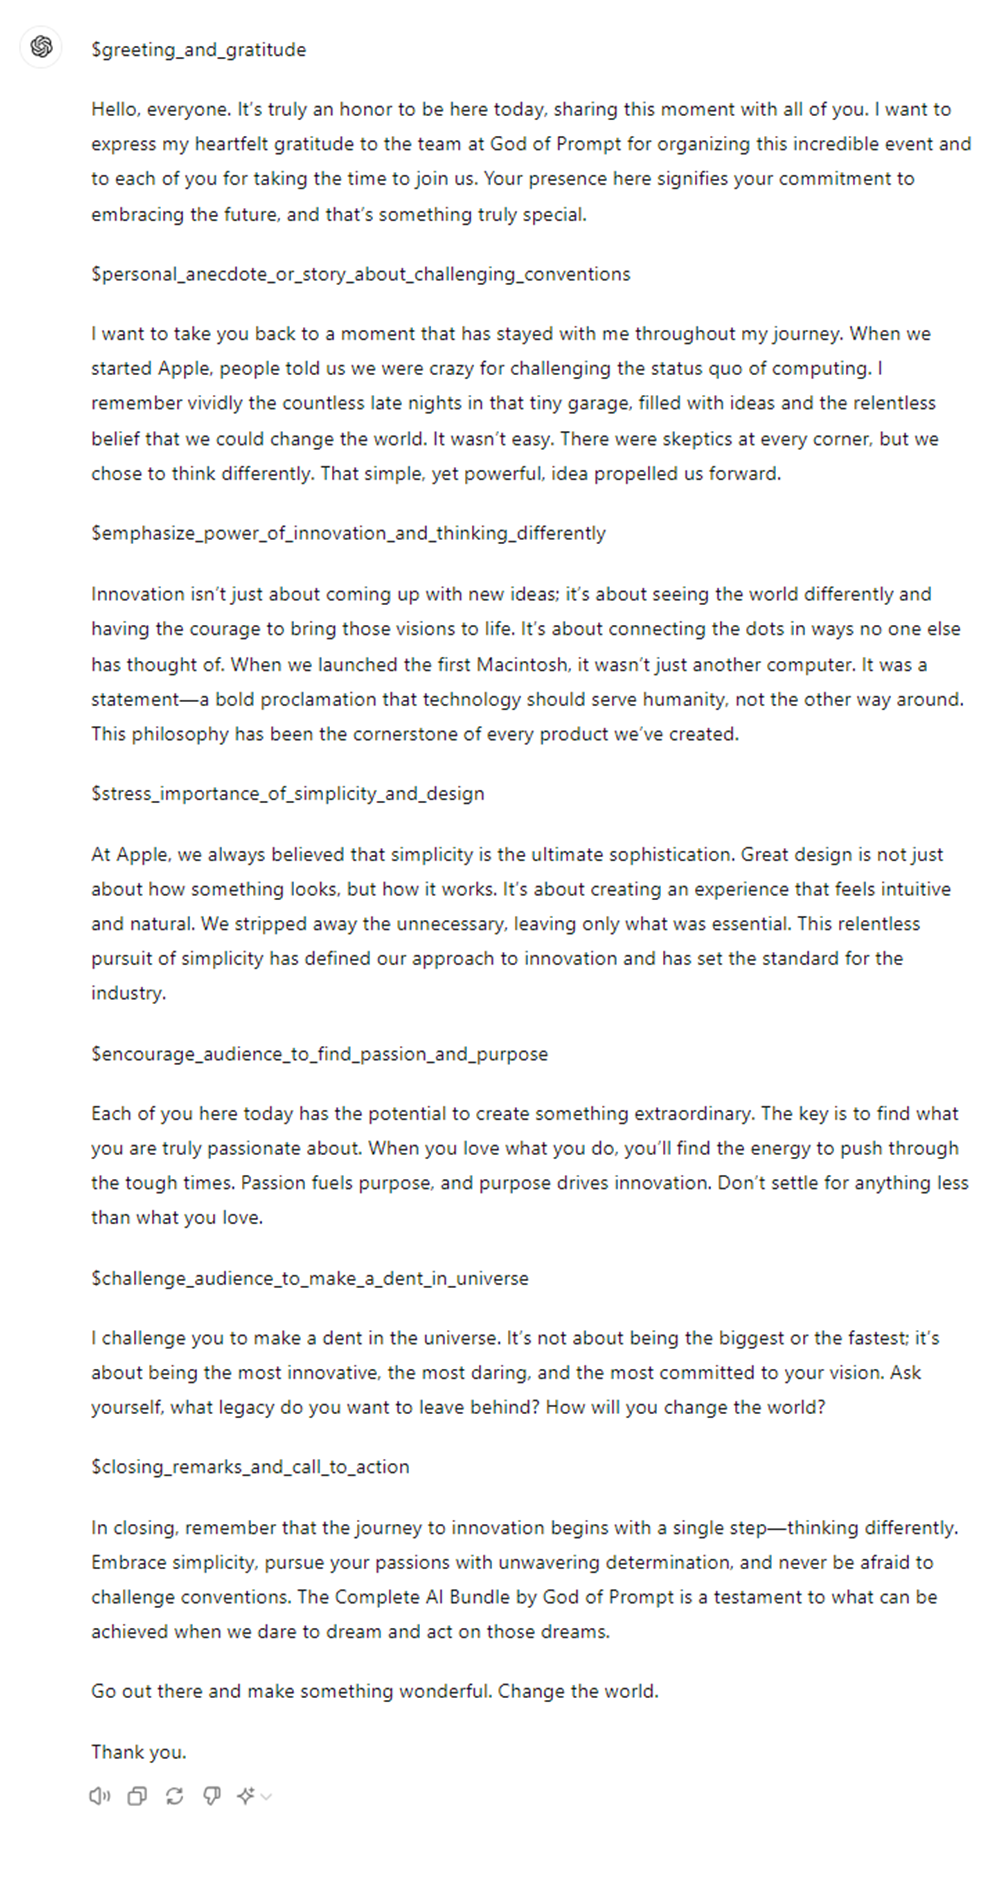 $greeting_and_gratitude
Hello, everyone. It's truly an honor to be here today, sharing this moment with all of you. I want to
express my heartfelt gratitude to the team at God of Prompt for organizing this incredible event and
to each of you for taking the time to join us. Your presence here signifies your commitment to
embracing the future, and that's something truly special.
$personal_anecdote_or_story_about_challenging_conventions
I want to take you back to a moment that has stayed with me throughout my journey. When we
started Apple, people told us we were crazy for challenging the status quo of computing. I
remember vividly the countless late nights in that tiny garage, filled with ideas and the relentless
belief that we could change the world. It wasn't easy. There were skeptics at every corner, but we
chose to think differently. That simple, yet powerful, idea propelled us forward.
$emphasize_power_of_innovation_and_thinking_differently
Innovation isn't just about coming up with new ideas; it's about seeing the world differently and
having the courage to bring those visions to life. It's about connecting the dots in ways no one else
has thought of. When we launched the first Macintosh, it wasn't just another computer. It was a
statement—a bold proclamation that technology should serve humanity, not the other way around.
This philosophy has been the cornerstone of every product we've created.
$stress_importance_of_simplicity_and_design
At Apple, we always believed that simplicity is the ultimate sophistication. Great design is not just
about how something looks, but how it works. It's about creating an experience that feels intuitive
and natural. We stripped away the unnecessary, leaving only what was essential. This relentless
pursuit of simplicity has defined our approach to innovation and has set the standard for the
industry.
$encourage_audience_to_find_passion_and_purpose
Each of you here today has the potential to create something extraordinary. The key is to find what
you are truly passionate about. When you love what you do, you'll find the energy to push through
the tough times. Passion fuels purpose, and purpose drives innovation. Don't settle for anything less
than what you love.
$challenge_audience_to_make_a_dent_in_universe
I challenge you to make a dent in the universe. It's not about being the biggest or the fastest; it's
about being the most innovative, the most daring, and the most committed to your vision. Ask
yourself, what legacy do you want to leave behind? How will you change the world?
$closing_remarks_and_call_to_action
In closing, remember that the journey to innovation begins with a single step—thinking differently.
Embrace simplicity, pursue your passions with unwavering determination, and never be afraid to
challenge conventions. The Complete AI Bundle by God of Prompt is a testament to what can be
achieved when we dare to dream and act on those dreams.
Go out there and make something wonderful. Change the world.
Thank you.